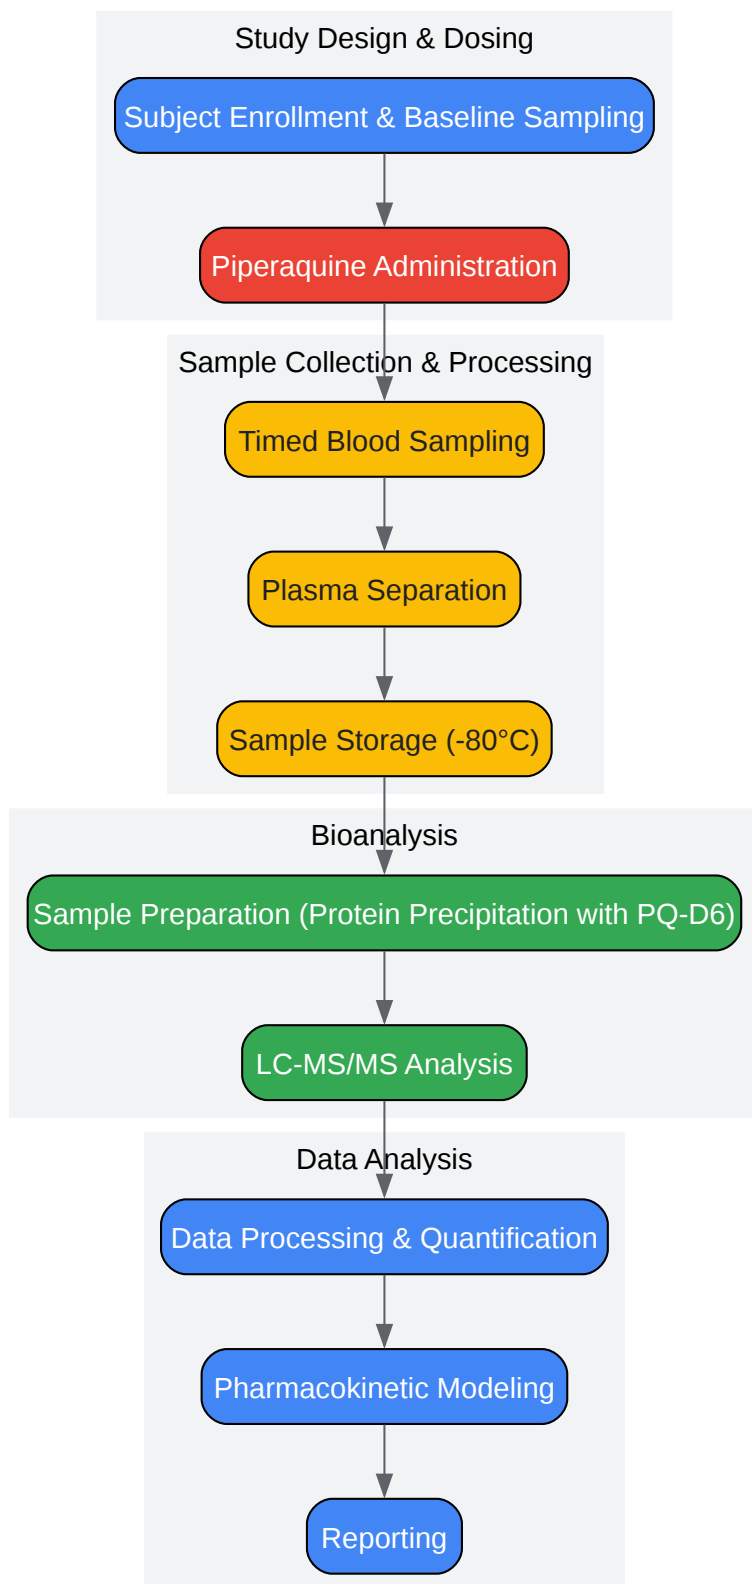 Study Design & Dosing
Subject Enrollment & Baseline Sampling
Piperaquine Administration
Sample Collection & Processing
Timed Blood Sampling
Plasma Separation
Sample Storage (-80°C)
Bioanalysis
Sample Preparation (Protein Precipitation with PQ-D6)
LC-MS/MS Analysis
Data Analysis
Data Processing & Quantification
Pharmacokinetic Modeling
Reporting